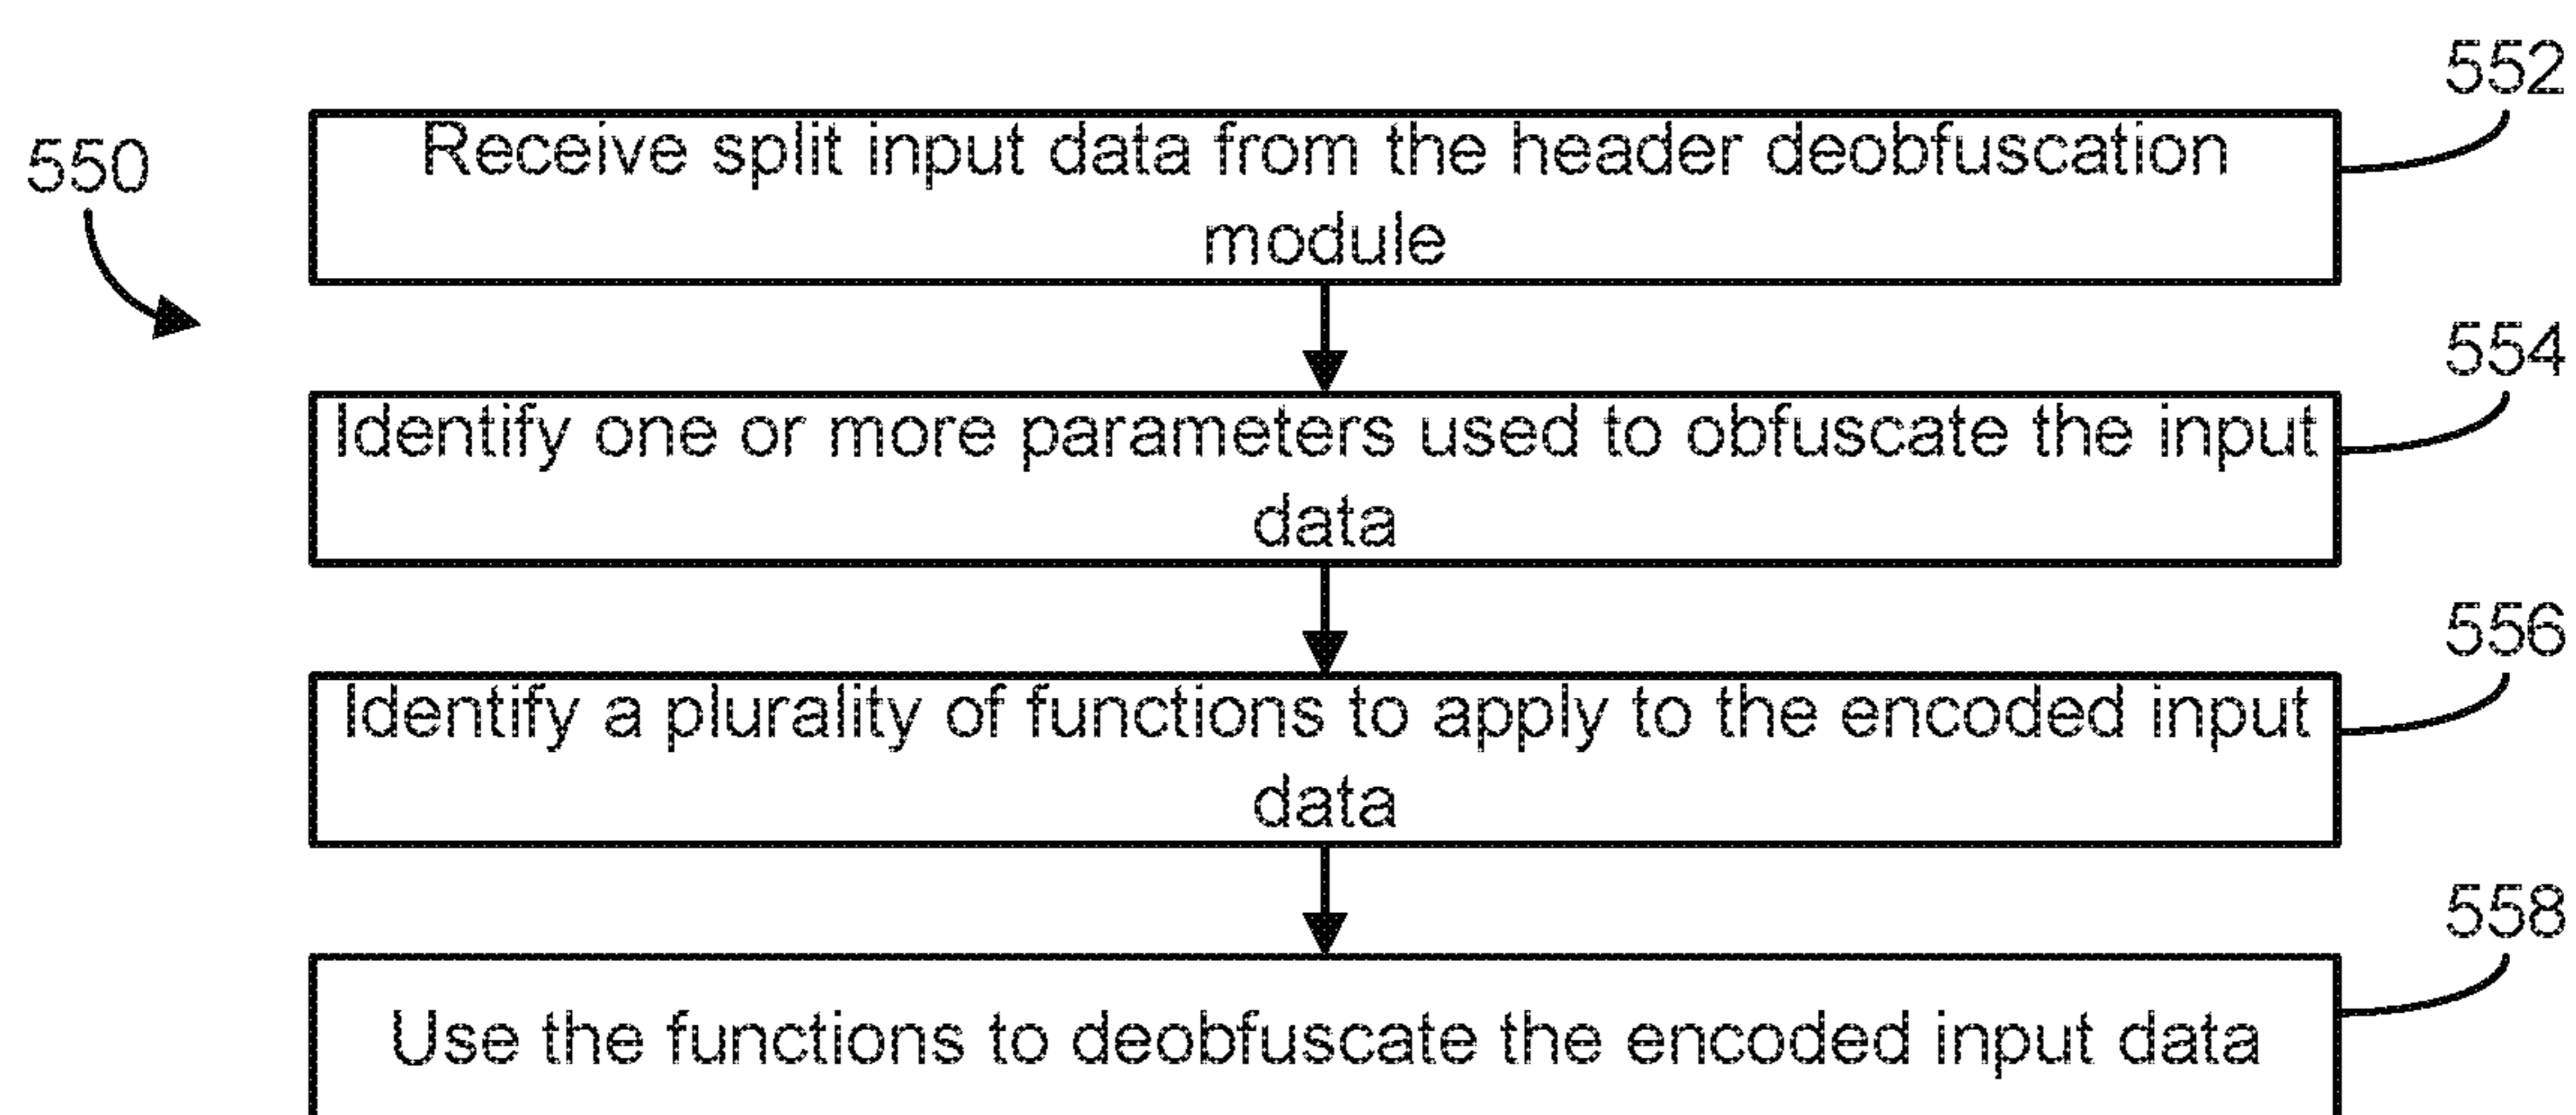 552
550
Receive split input data from the header deobfuscation
module
554
Identify one or more parameters used to obfuscate the input
data
556
Identify a plurality of functions to apply to the encoded input
data
558
Use the functions to deobfuscate the encoded input data